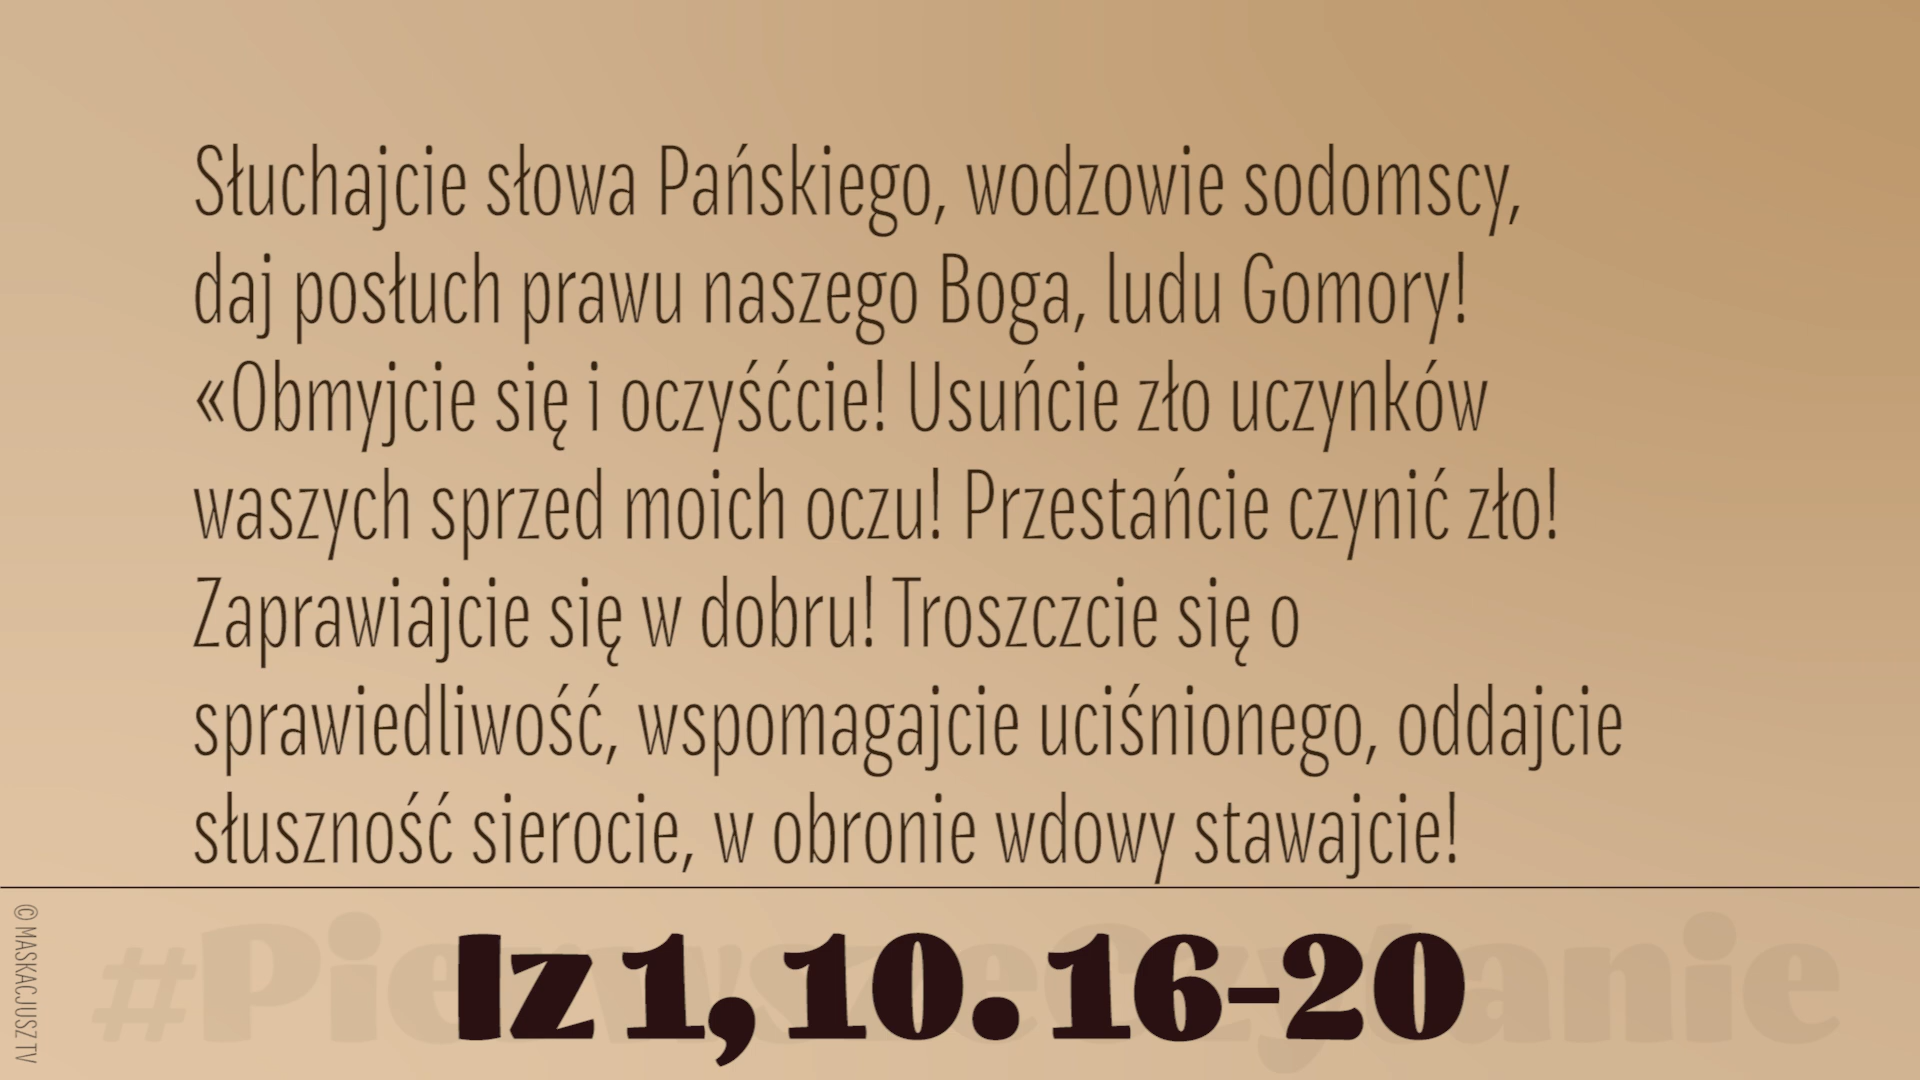 Słuchajcie słowa Pańskiego, wodzowie sodomscy,
daj posłuch prawu naszego Boga, ludu Gomory!
«Obmyjcie się i oczyśćcie! Usuńcie zło uczynków
waszych sprzed moich oczu! Przestańcie czynić zło!
Zaprawiajcie się w dobru! Troszczcie się o
sprawiedliwość, wspomagajcie uciśnionego, oddajcie
słuszność sierocie, w obronie wdowy stawajcie!
#PierwszeCzytanie
Iz 1, 10. 16-20
© MASKACJUSZ TV